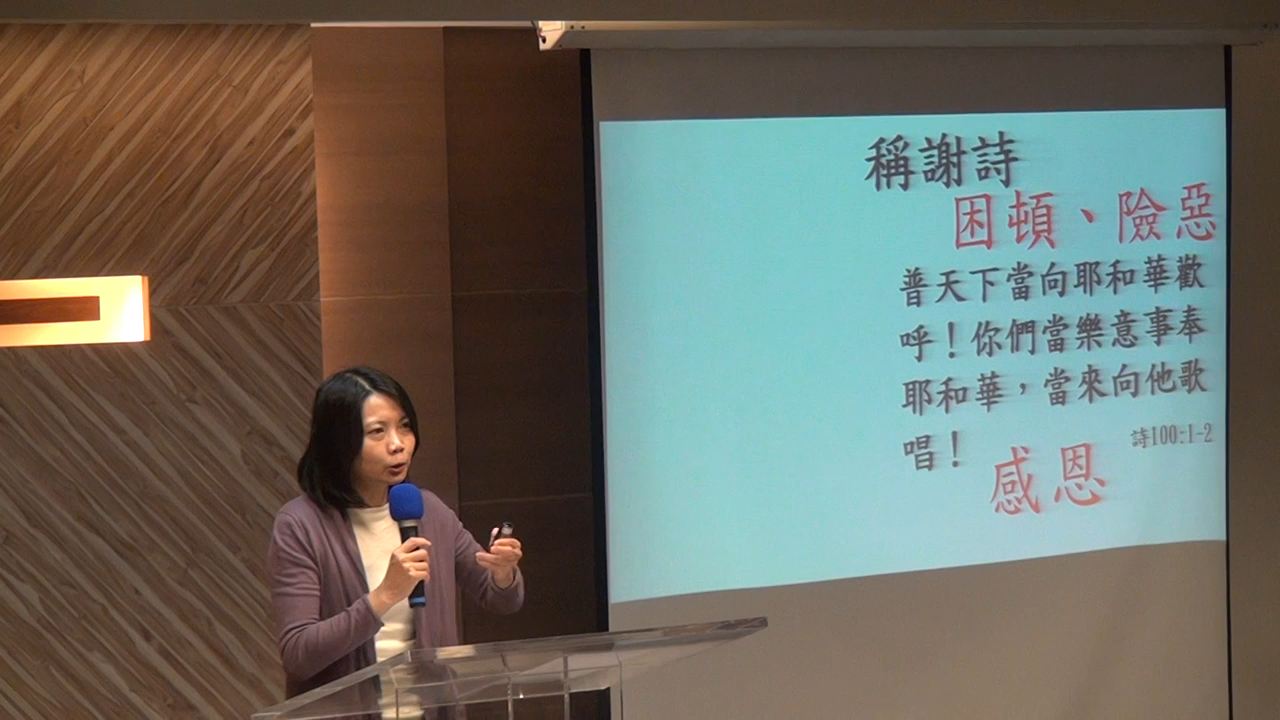 稱謝詩
困頓、險惡
普天下當向耶和華歡
呼！你們當樂意事奉
耶和華，當來向他歌
唱！
詩100:1-2
感恩